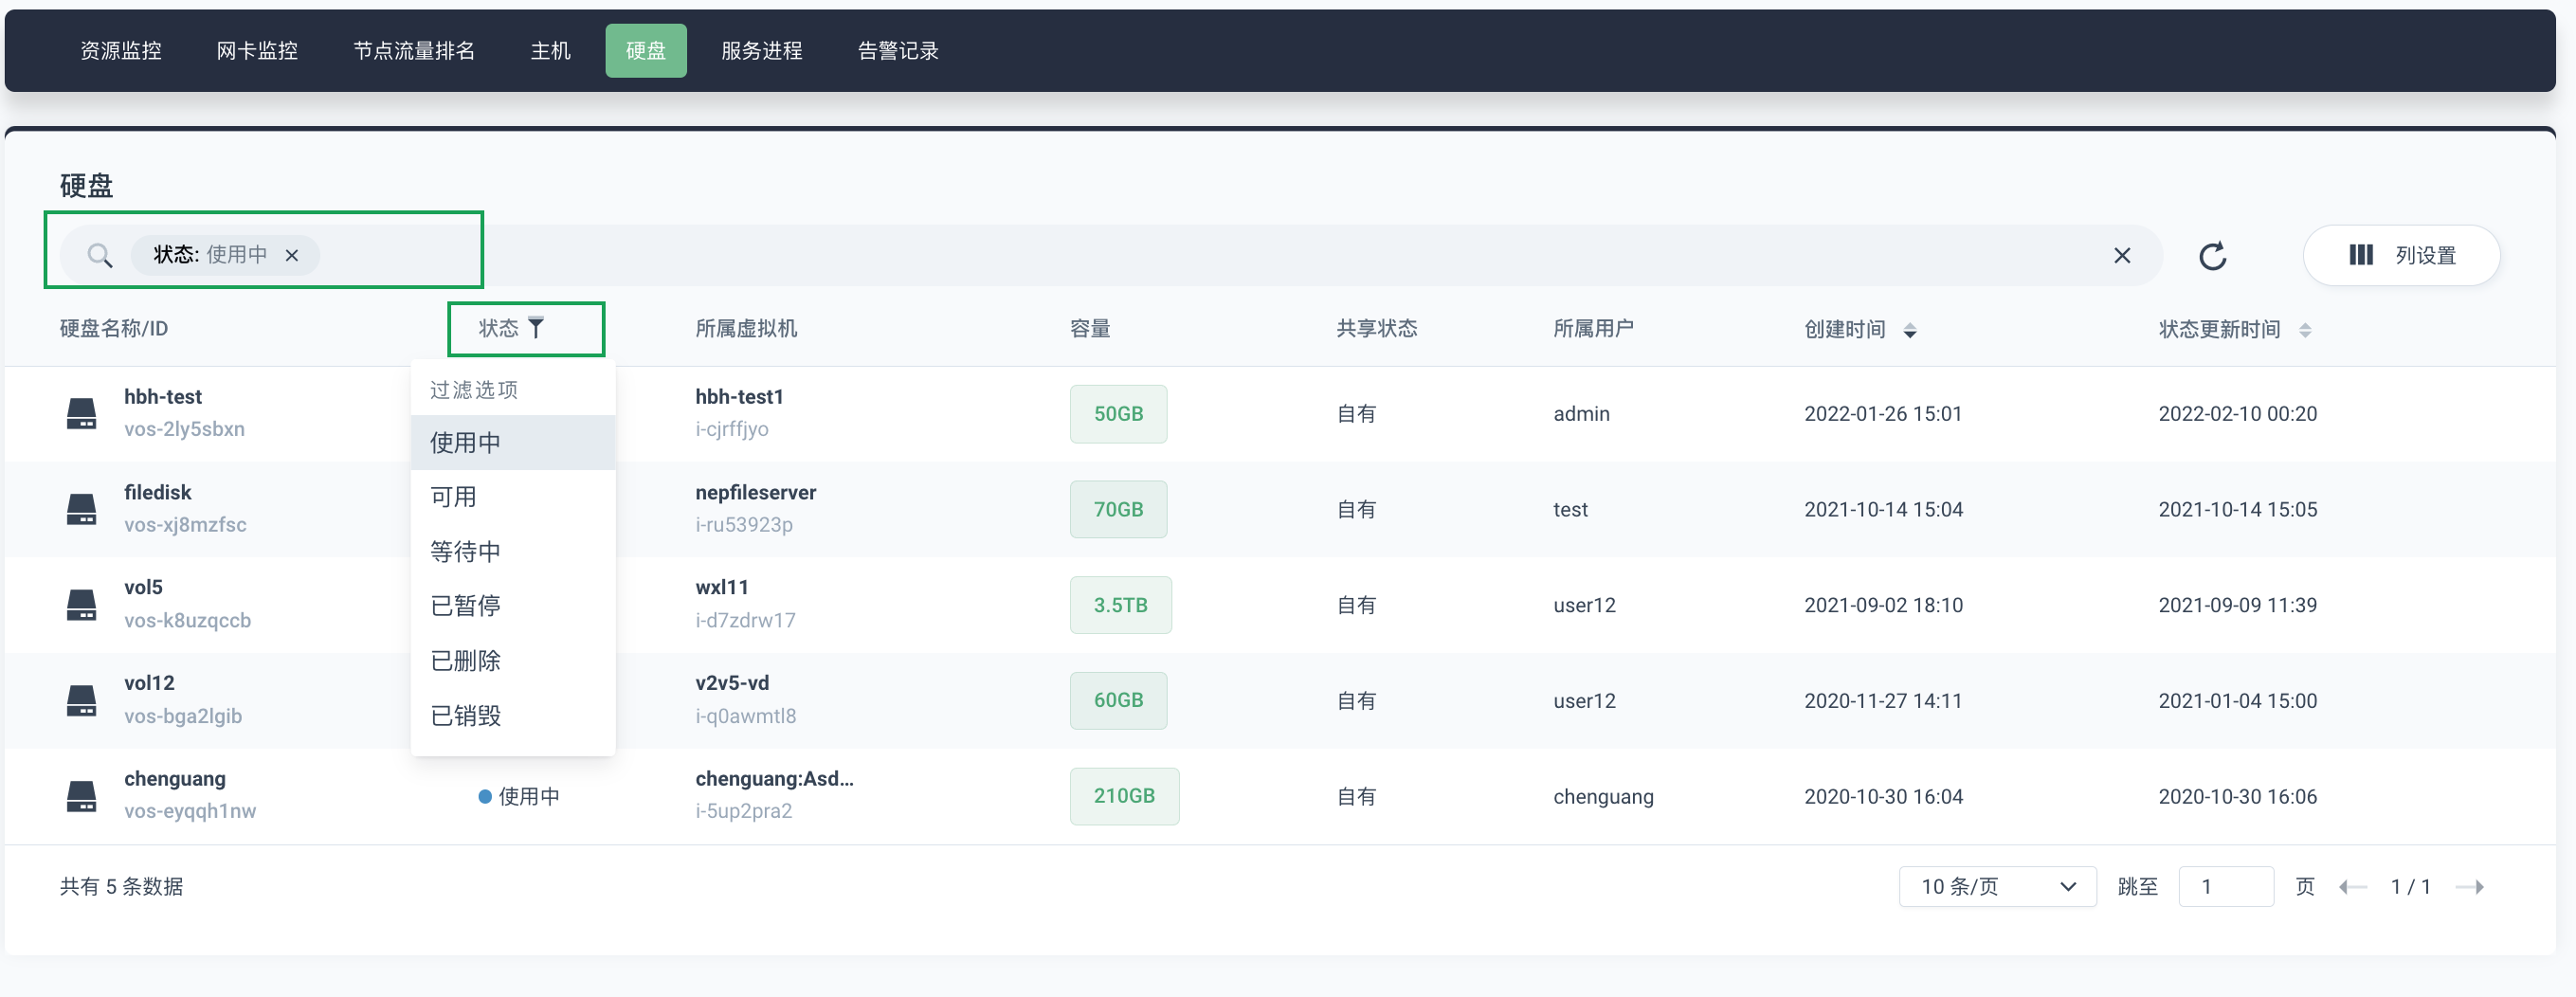 资源监控 网卡监控 节点流量排名 主机 硬盘 服务进程 告警记录
硬盘
状态: 使用中
列设置
硬盘名称/ID 状态 所属虚拟机 容量 共享状态 所属用户 创建时间 状态更新时间
过滤选项
使用中
可用
等待中
已暂停
已删除
已销毁
hbh-test hbh-test1 50GB 自有 admin 2022-01-26 15:01 2022-02-10 00:20
vos-2ly5sbxn i-cjrffjyo
filedisk nepfileserver 70GB 自有 test 2021-10-14 15:04 2021-10-14 15:05
vos-xj8mzfsc i-ru53923p
vol5 wxl11 3.5TB 自有 user12 2021-09-02 18:10 2021-09-09 11:39
vos-k8uzqccb i-d7zdrw17
vol12 v2v5-vd 60GB 自有 user12 2020-11-27 14:11 2021-01-04 15:00
vos-bga2lgib i-q0awmtl8
chenguang 使用中 chenguang:Asd... 210GB 自有 chenguang 2020-10-30 16:04 2020-10-30 16:06
vos-eyqqh1nw i-5up2pra2
共有 5 条数据 10 条/页 跳至 1 页 1 / 1